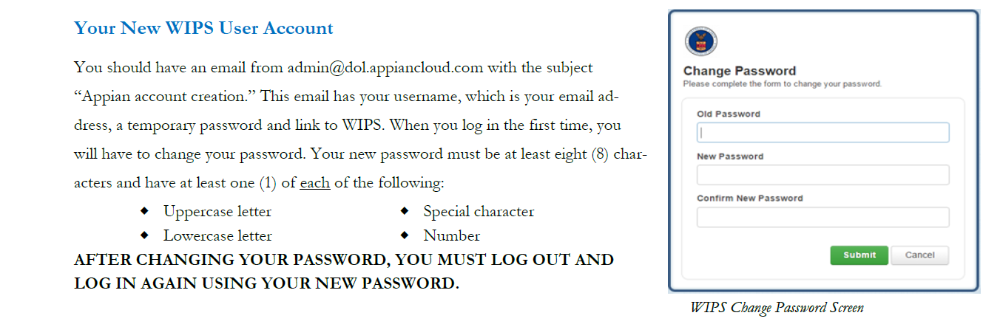 Your New WIPS User Account
You should have an email from admin@dol.appiancloud.com with the subject
“Appian account creation.” This email has your username, which is your email ad-
dress, a temporary password and link to WIPS. When you log in the first time, you
will have to change your password. Your new password must be at least eight (8) char-
acters and have at least one (1) of each of the following:
◆ Uppercase letter ◆ Special character
◆ Lowercase letter ◆ Number
AFTER CHANGING YOUR PASSWORD, YOU MUST LOG OUT AND
LOG IN AGAIN USING YOUR NEW PASSWORD.
Change Password
Please complete the form to change your password.
Old Password
New Password
Confirm New Password
Submit Cancel
WIPS Change Password Screen